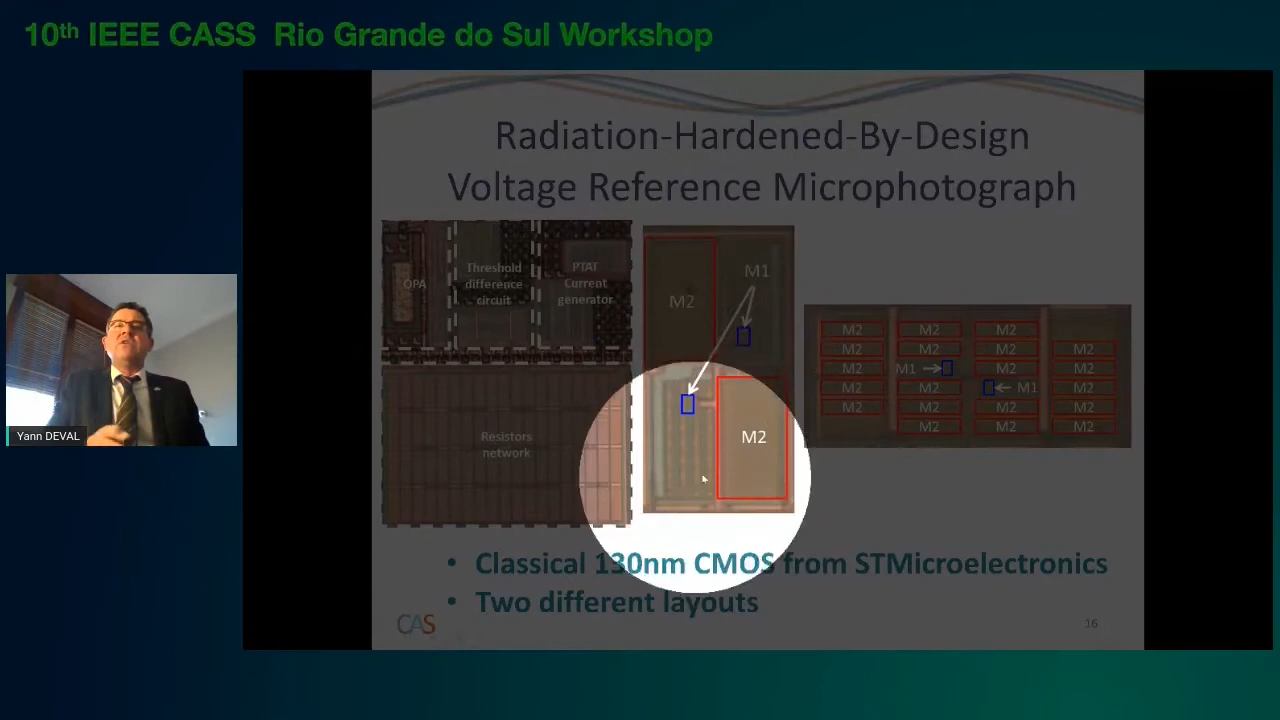 10th IEEE CASS Rio Grande do Sul Workshop
Radiation-Hardened-By-Design
Voltage Reference Microphotograph
OPA
Threshold
difference
circuit
PTAT
Current
generator
Resistors
network
M2
M1
M2
M2
M2
M2
M2
M2
M2
M2
M2
M1
M2
M2
M2
M2
M1
M2
M2
M2
M2
M2
M2
M2
M2
Yann DEVAL
• Classical 130nm CMOS from STMicroelectronics
• Two different layouts
CAS
16